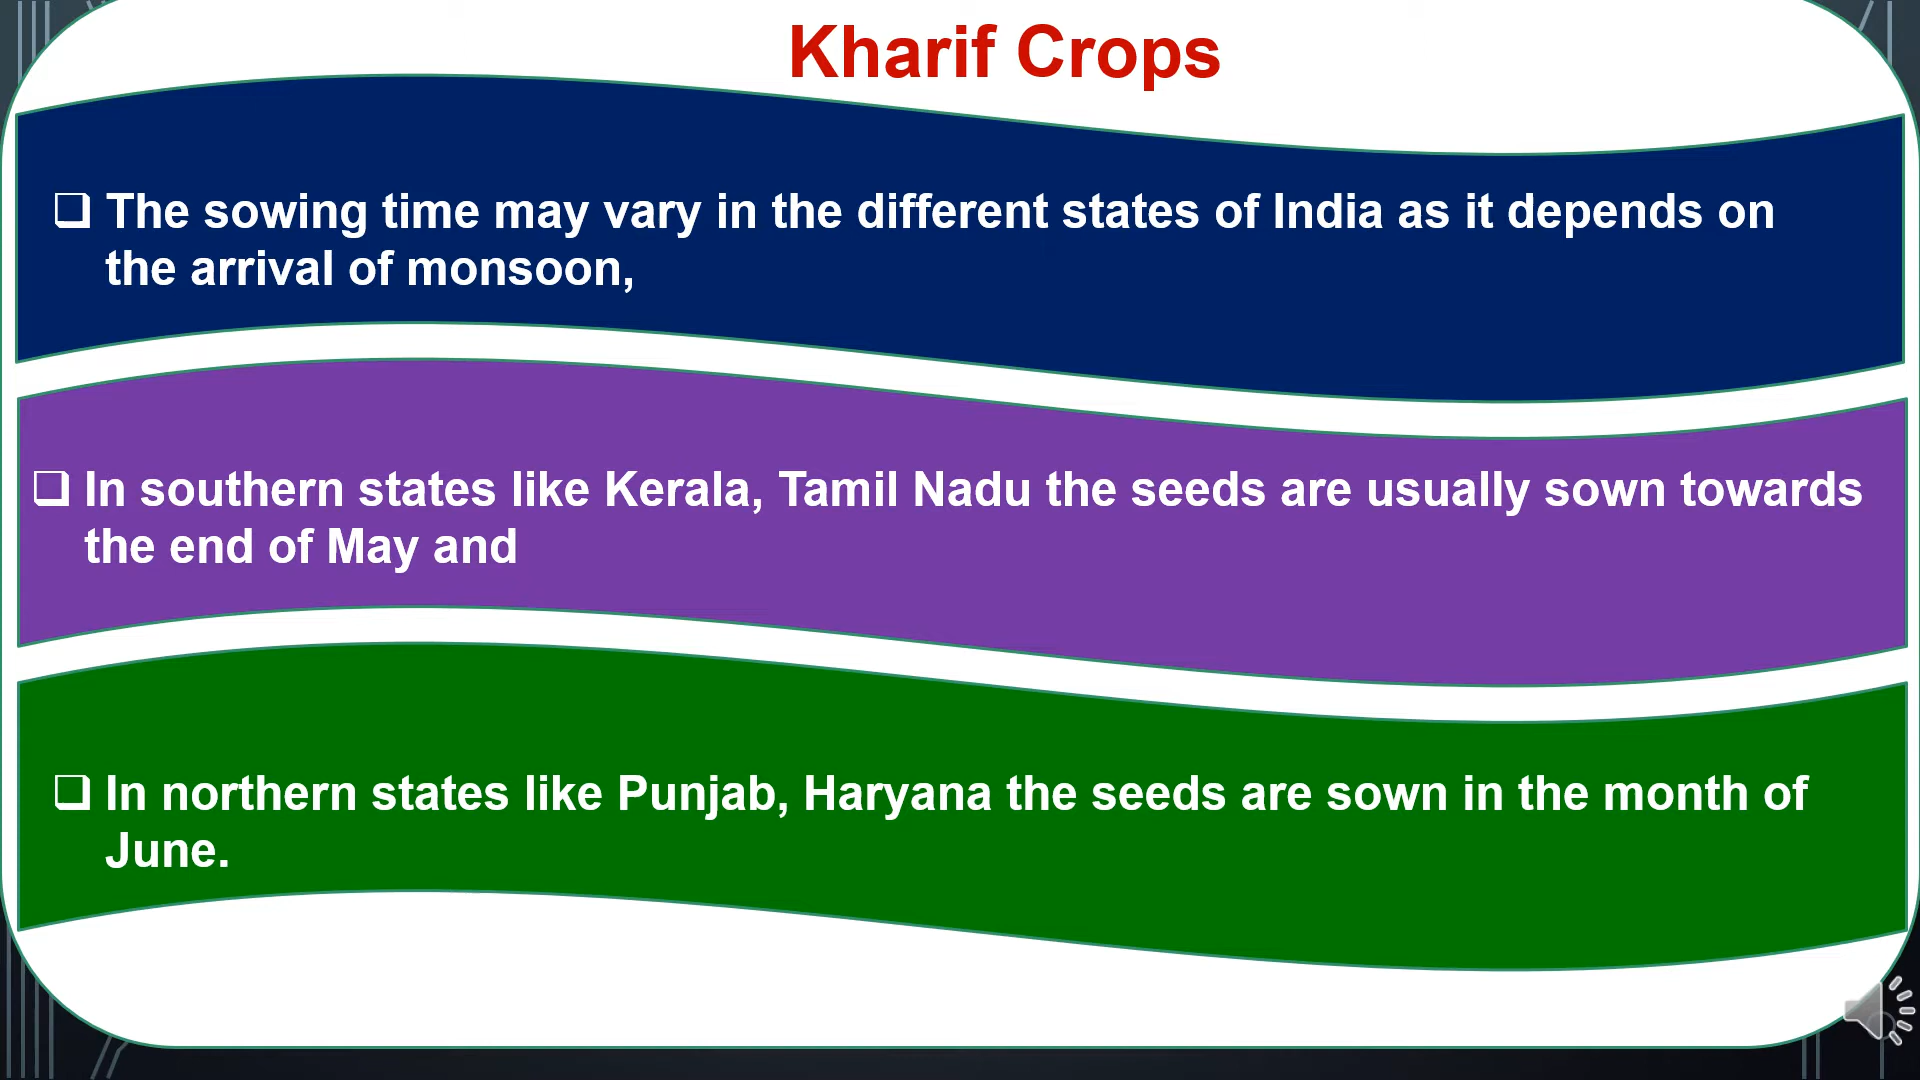 Kharif Crops
❑ The sowing time may vary in the different states of India as it depends on
the arrival of monsoon,
❑ In southern states like Kerala, Tamil Nadu the seeds are usually sown towards
the end of May and
❑ In northern states like Punjab, Haryana the seeds are sown in the month of
June.